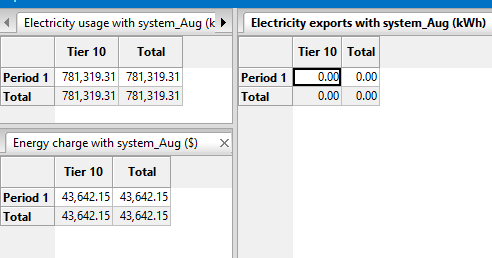 Electricity usage with system_Aug (k
Tier 10 Total
Period 1 781,319.31 781,319.31
Total 781,319.31 781,319.31
Energy charge with system_Aug ($)
Tier 10 Total
Period 1 43,642.15 43,642.15
Total 43,642.15 43,642.15
Electricity exports with system_Aug (kWh)
Tier 10 Total
Period 1 0.00 0.00
Total 0.00 0.00